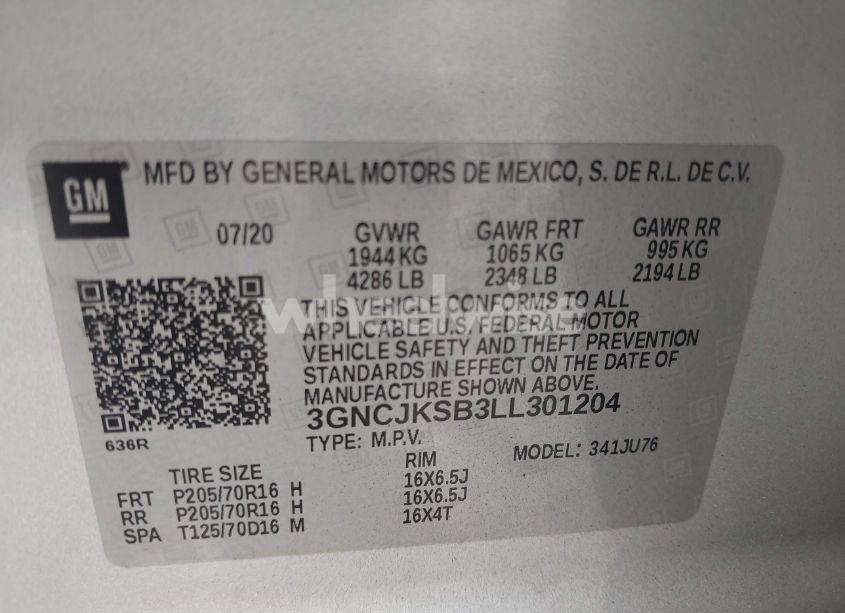 GM
MFD BY GENERAL MOTORS DE MEXICO, S. DE R.L. DE C.V.
07/20 GVWR GAWR FRT GAWR RR
1944 KG 1065 KG 995 KG
4286 LB 2348 LB 2194 LB
THIS VEHICLE CONFORMS TO ALL
APPLICABLE U.S. FEDERAL MOTOR
VEHICLE SAFETY AND THEFT PREVENTION
STANDARDS IN EFFECT ON THE DATE OF
MANUFACTURE SHOWN ABOVE.
3GNCJKSB3LL301204
636R
TYPE: M.P.V. MODEL: 341JU76
TIRE SIZE RIM
FRT P205/70R16 H 16X6.5J
RR P205/70R16 H 16X6.5J
SPA T125/70D16 M 16X4T